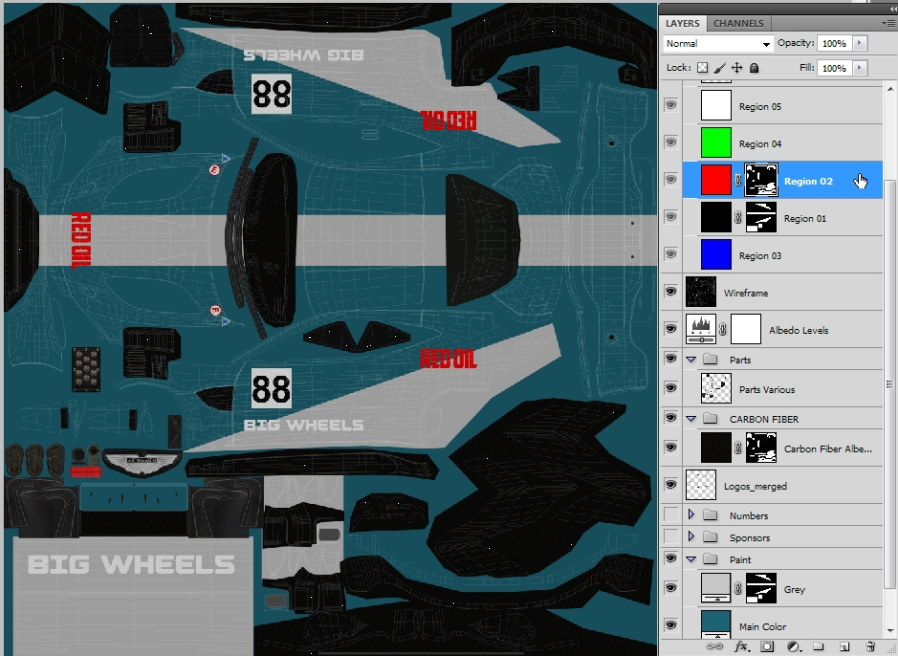 BIG WHEELS
88
RED OIL
E
RED OIL
E
RED OIL
88
BIG WHEELS
BIG WHEELS
LAYERS CHANNELS
Normal Opacity: 100%
Lock: Fill: 100%
Region 05
Region 04
Region 02
Region 01
Region 03
Wireframe
Albedo Levels
Parts
Parts Various
CARBON FIBER
Carbon Fiber Albe...
Logos_merged
Numbers
Sponsors
Paint
Grey
Main Color
fx